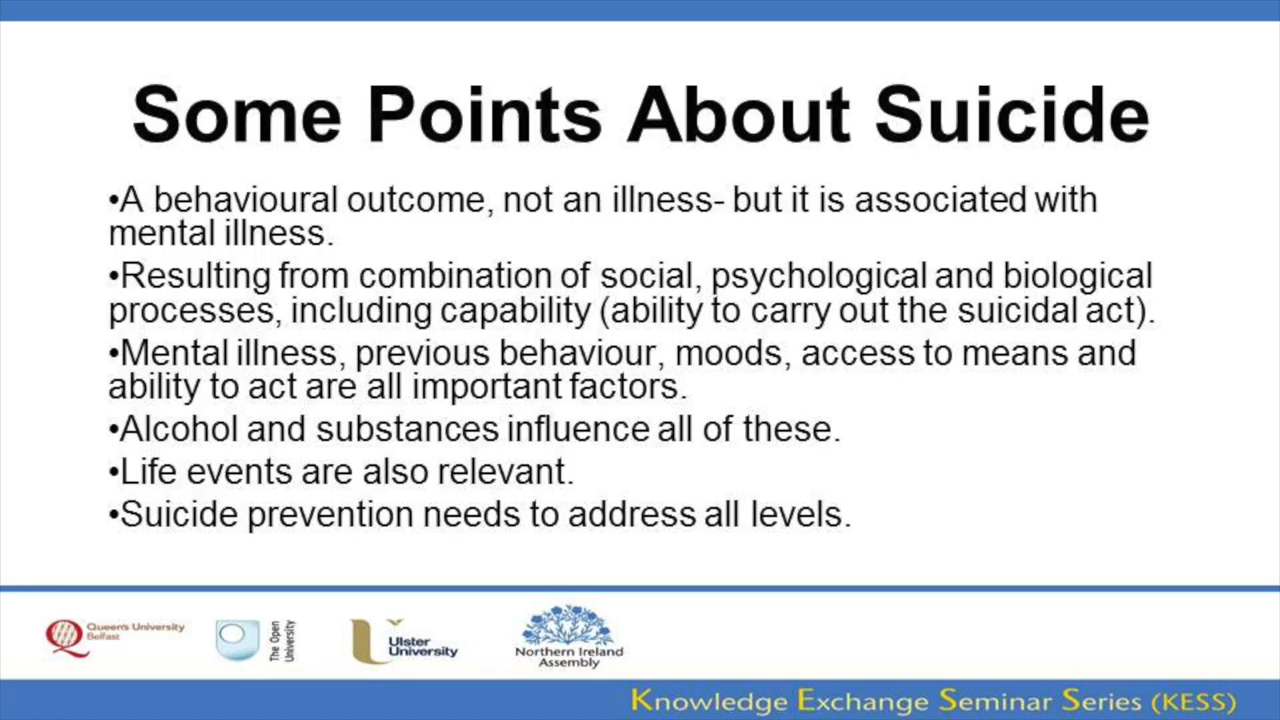 Some Points About Suicide
•A behavioural outcome, not an illness- but it is associated with
mental illness.
•Resulting from combination of social, psychological and biological
processes, including capability (ability to carry out the suicidal act).
•Mental illness, previous behaviour, moods, access to means and
ability to act are all important factors.
•Alcohol and substances influence all of these.
•Life events are also relevant.
•Suicide prevention needs to address all levels.
Queen's University
Belfast
The Open
University
Ulster
University
Northern Ireland
Assembly
Knowledge Exchange Seminar Series (KESS)